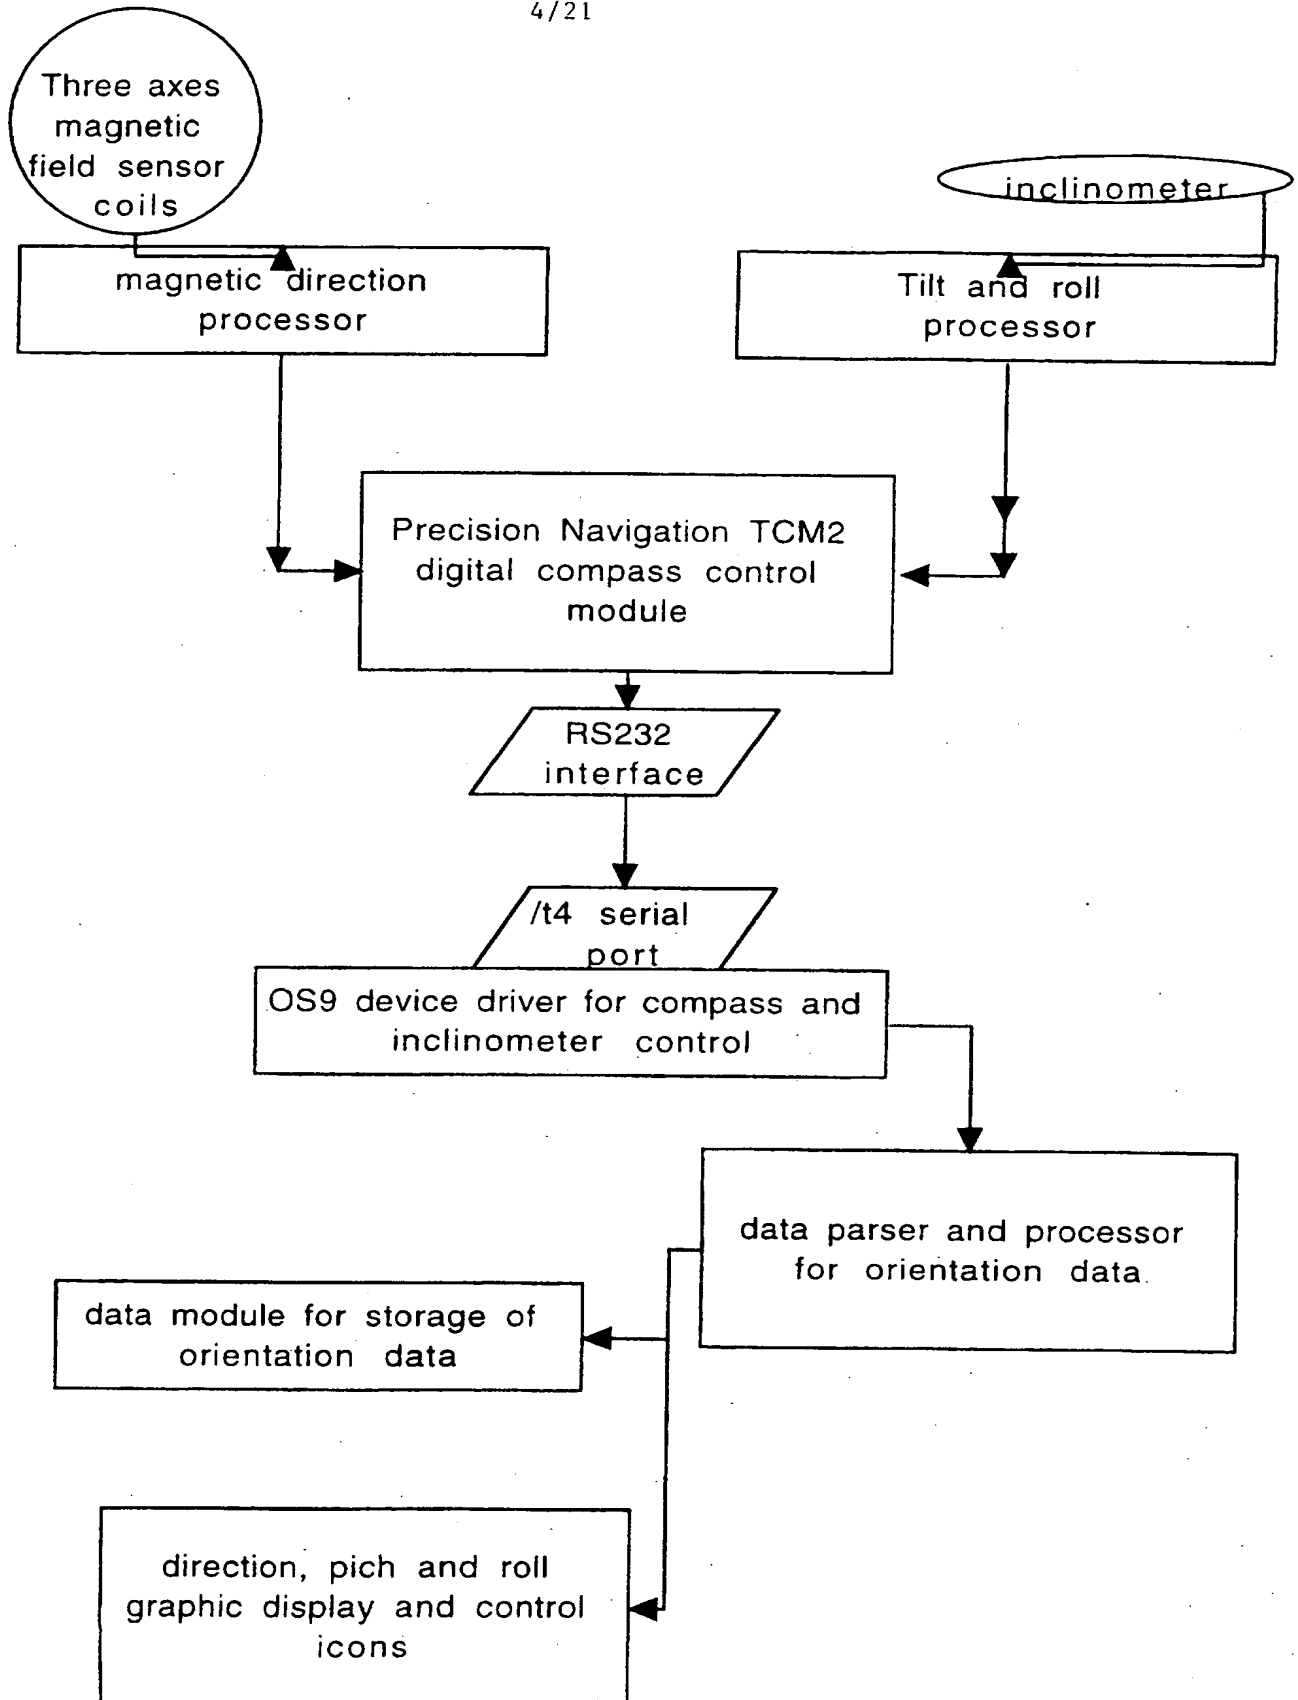 4/21
Three axes
magnetic
field sensor
coils
inclinometer
magnetic direction
processor
Tilt and roll
processor
Precision Navigation TCM2
digital compass control
module
RS232
interface
/t4 serial
port
OS9 device driver for compass and
inclinometer control
data parser and processor
for orientation data
data module for storage of
orientation data
direction, pich and roll
graphic display and control
icons